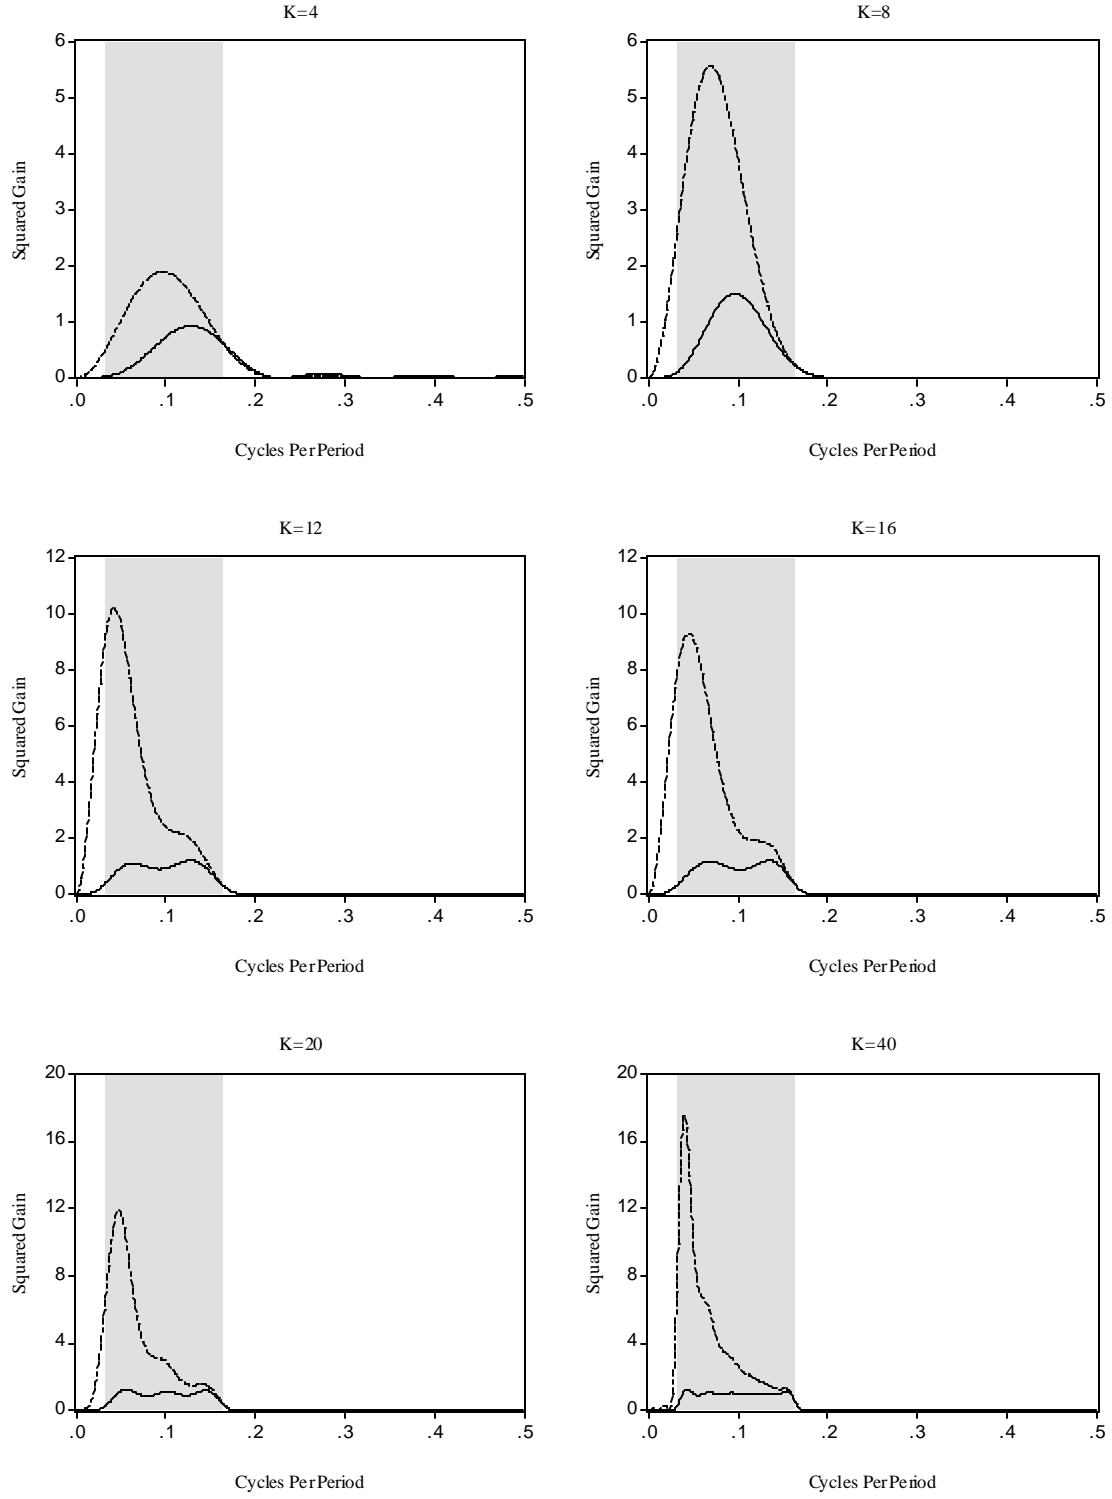 K=4
K=8
6
5
4
3
2
1
0
Squared Gain
.0 .1 .2 .3 .4 .5
Cycles Per Period
6
5
4
3
2
1
0
Squared Gain
.0 .1 .2 .3 .4 .5
Cycles Per Period
K=12
K=16
12
10
8
6
4
2
0
Squared Gain
.0 .1 .2 .3 .4 .5
Cycles Per Period
12
10
8
6
4
2
0
Squared Gain
.0 .1 .2 .3 .4 .5
Cycles Per Period
K=20
K=40
20
16
12
8
4
0
Squared Gain
.0 .1 .2 .3 .4 .5
Cycles Per Period
20
16
12
8
4
0
Squared Gain
.0 .1 .2 .3 .4 .5
Cycles Per Period